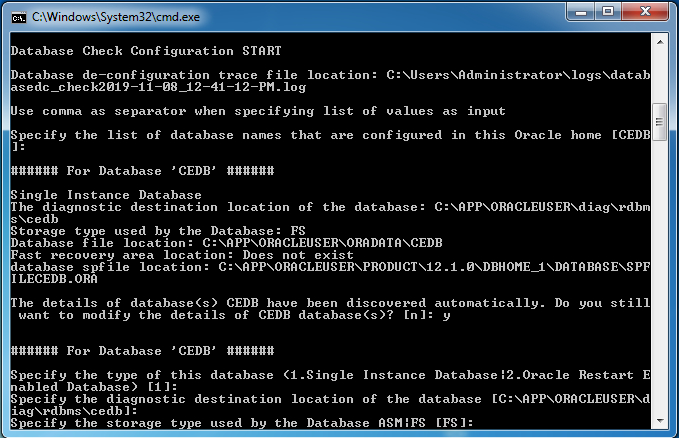 C:\Windows\System32\cmd.exe
Database Check Configuration START
Database de-configuration trace file location: C:\Users\Administrator\logs\datab
asedc_check2019-11-08_12-41-12-PM.log
Use comma as separator when specifying list of values as input
Specify the list of database names that are configured in this Oracle home [CEDB
]:
###### For Database 'CEDB' ######
Single Instance Database
The diagnostic destination location of the database: C:\APP\ORACLEUSER\diag\rdbm
s\cedb
Storage type used by the Database: FS
Database file location: C:\APP\ORACLEUSER\ORADATA\CEDB
Fast recovery area location: Does not exist
database spfile location: C:\APP\ORACLEUSER\PRODUCT\12.1.0\DBHOME_1\DATABASE\SPF
ILECEDB.ORA
The details of database(s) CEDB have been discovered automatically. Do you still
 want to modify the details of CEDB database(s)? [n]: y
###### For Database 'CEDB' ######
Specify the type of this database (1.Single Instance Database|2.Oracle Restart E
nabled Database) [1]:
Specify the diagnostic destination location of the database [C:\APP\ORACLEUSER\d
iag\rdbms\cedb]:
Specify the storage type used by the Database ASM|FS [FS]: